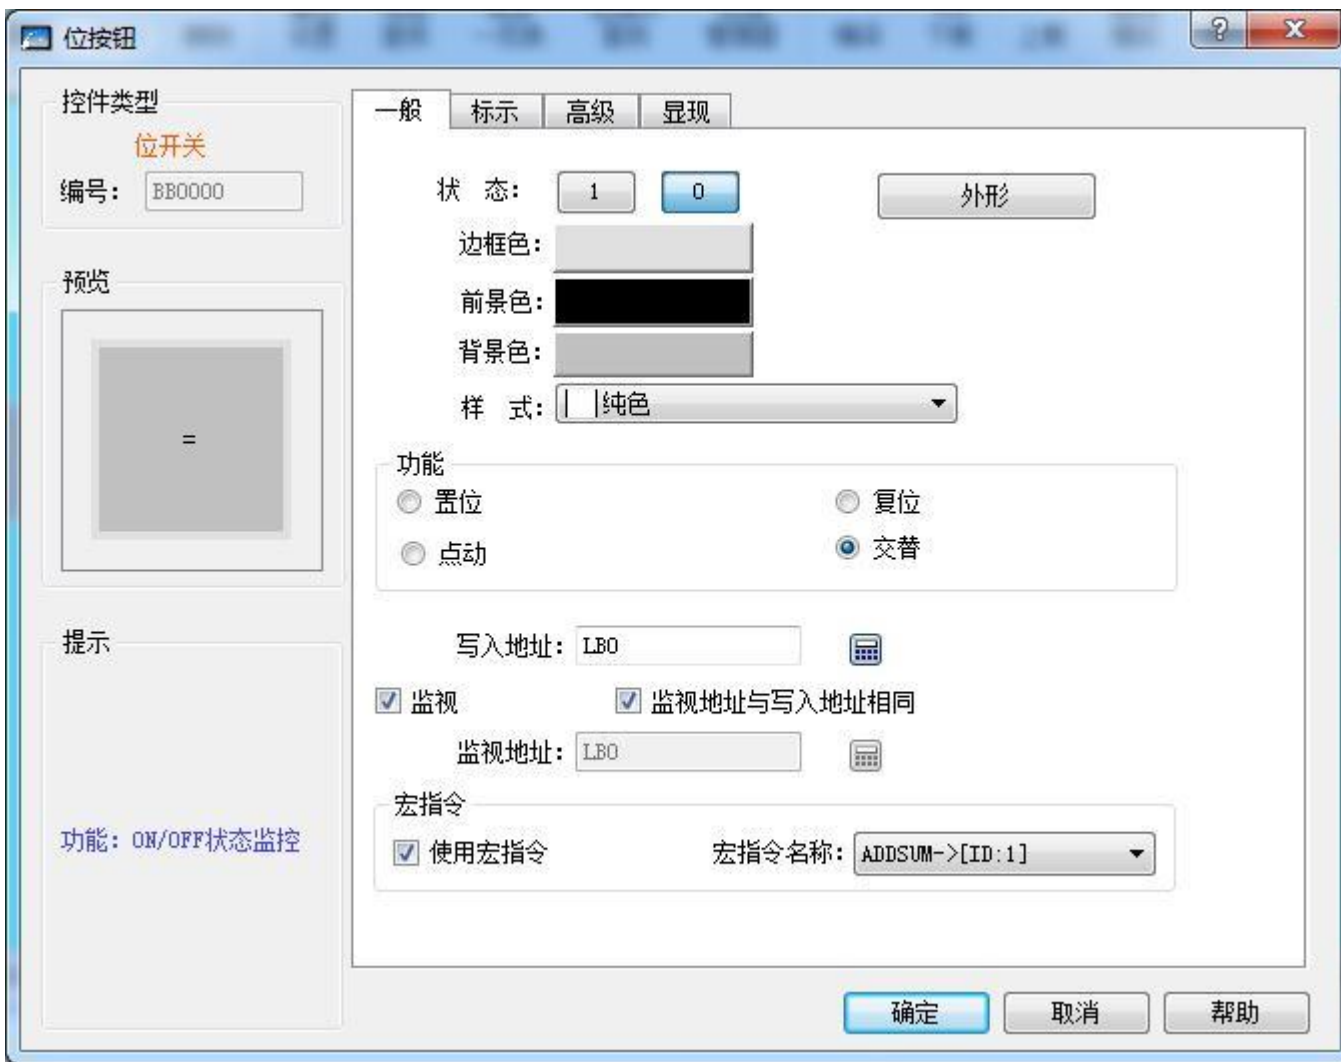 位按钮
控件类型
位开关
编号： BB0000
预览
=
提示
功能：ON/OFF状态监控
一般 标示 高级 显现
状 态： 1 0 外形
边框色：
前景色：
背景色：
样 式： 纯色
功能
置位 复位
点动 交替
写入地址： LB0
监视 监视地址与写入地址相同
监视地址： LB0
宏指令
使用宏指令 宏指令名称： ADDSUM->[ID:1]
确定 取消 帮助